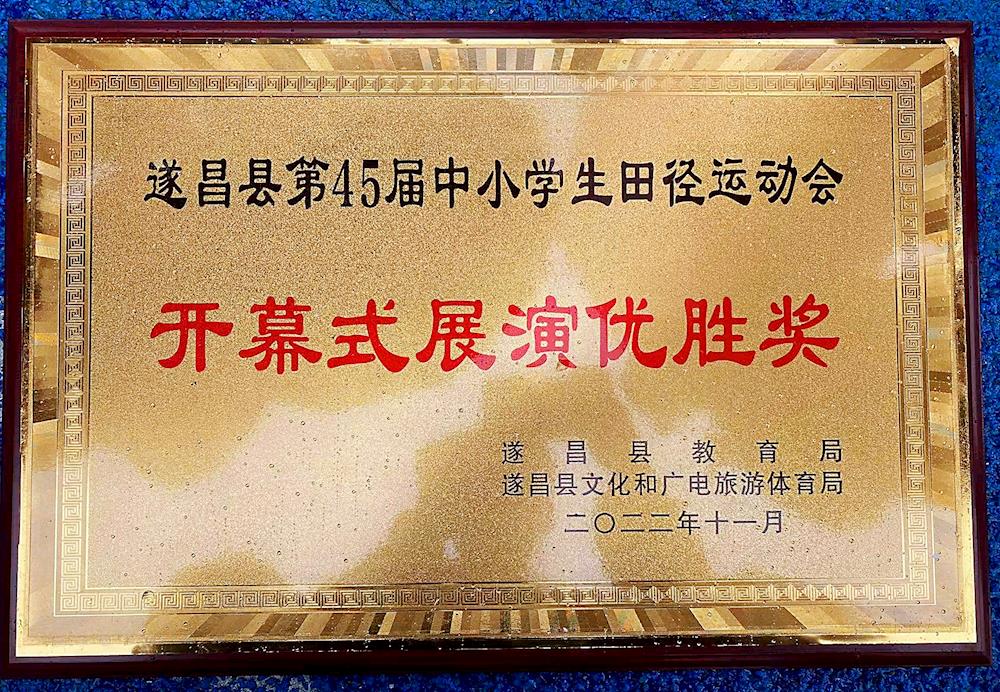 遂昌县第45届中小学生田径运动会
开幕式展演优胜奖
遂昌县教育局
遂昌县文化和广电旅游体育局
二〇二二年十一月